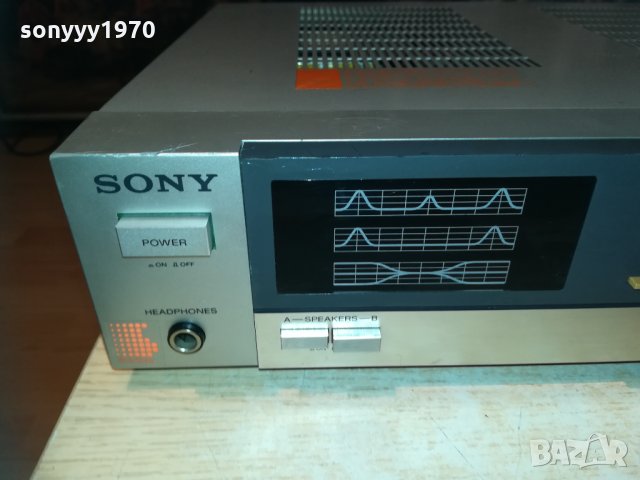 sonyyy1970
SONY
POWER
ON OFF
HEADPHONES
A—SPEAKERS—B
BAZAR